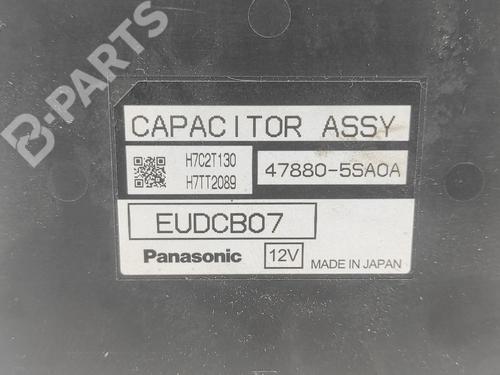 B-PARTS
CAPACITOR ASSY
H7C2T130
H7TT2089
47880-5SA0A
EUDCB07
Panasonic
12V
MADE IN JAPAN